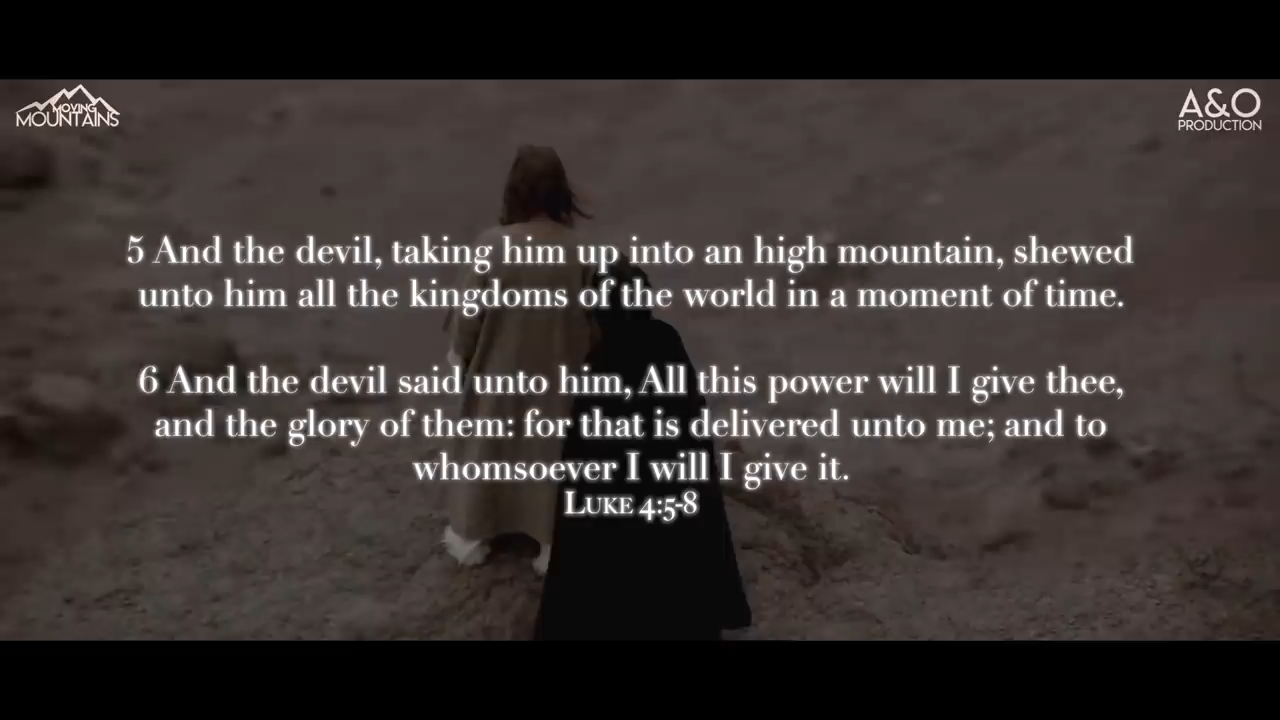 MOVING
MOUNTAINS
A&O
PRODUCTION
5 And the devil, taking him up into an high mountain, shewed
unto him all the kingdoms of the world in a moment of time.
6 And the devil said unto him, All this power will I give thee,
and the glory of them: for that is delivered unto me; and to
whomsoever I will I give it.
LUKE 4:5-8